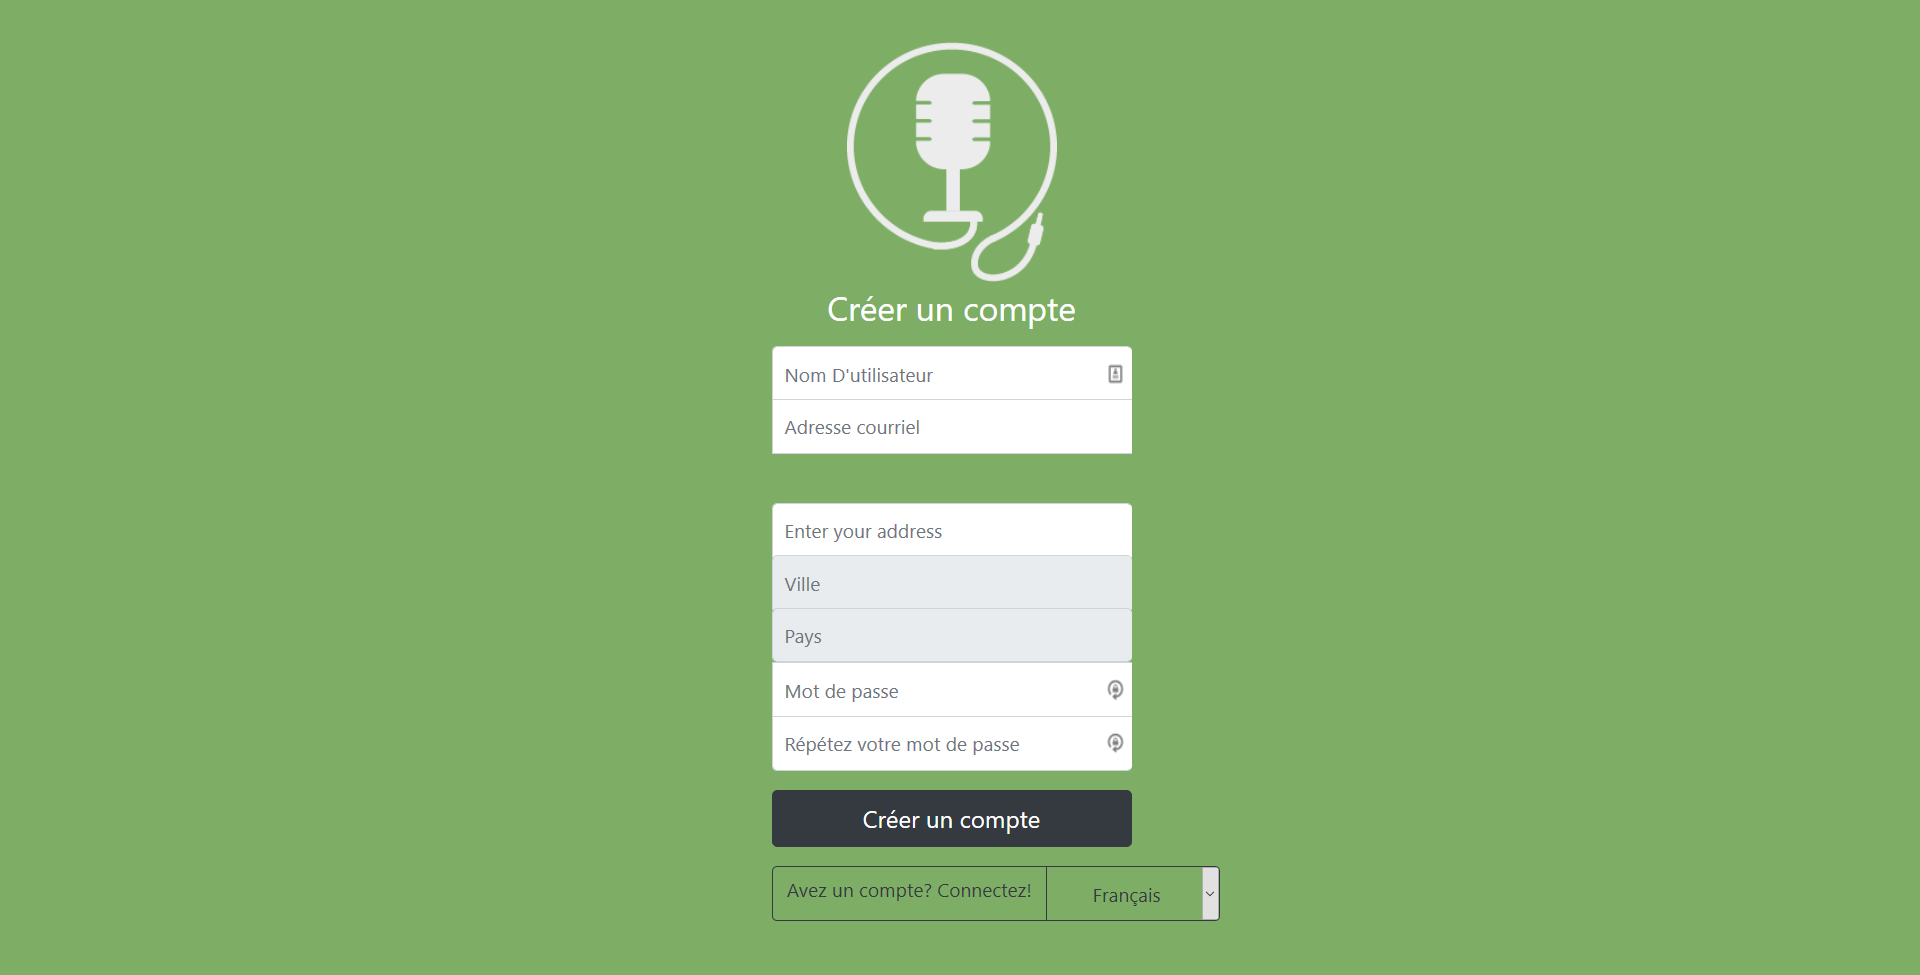 Créer un compte
Nom D'utilisateur
Adresse courriel
Enter your address
Ville
Pays
Mot de passe
Répétez votre mot de passe
Créer un compte
Avez un compte? Connectez!
Français